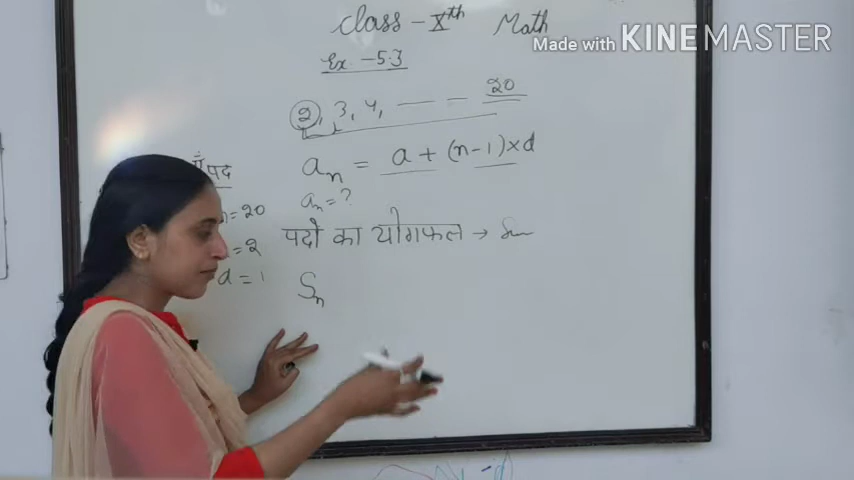 Class - Xth Math
Made with KINEMASTER
Ex - 5.3
2, 3, 4, — — 20
पद
aₙ = a + (n-1)×d
aₙ = ?
n = 20
पदों का योगफल → Sum
= 2
d = 1
Sₙ